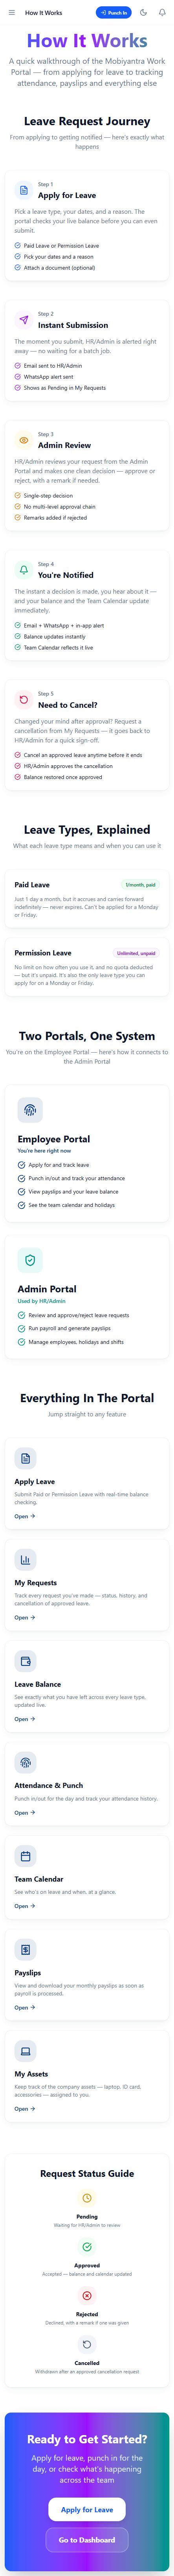 How It Works
Punch In
How It Works
A quick walkthrough of the Mobiyantra Work
Portal — from applying for leave to tracking
attendance, payslips and everything else
Leave Request Journey
From applying to getting notified — here's exactly what
happens
Step 1
Apply for Leave
Pick a leave type, your dates, and a reason. The
portal checks your live balance before you can even
submit.
Paid Leave or Permission Leave
Pick your dates and a reason
Attach a document (optional)
Step 2
Instant Submission
The moment you submit, HR/Admin is alerted right
away — no waiting for a batch job.
Email sent to HR/Admin
WhatsApp alert sent
Shows as Pending in My Requests
Step 3
Admin Review
HR/Admin reviews your request from the Admin
Portal and makes one clean decision — approve or
reject, with a remark if needed.
Single-step decision
No multi-level approval chain
Remarks added if rejected
Step 4
You're Notified
The instant a decision is made, you hear about it —
and your balance and the Team Calendar update
immediately.
Email + WhatsApp + in-app alert
Balance updates instantly
Team Calendar reflects it live
Step 5
Need to Cancel?
Changed your mind after approval? Request a
cancellation from My Requests — it goes back to
HR/Admin for a quick sign-off.
Cancel an approved leave anytime before it ends
HR/Admin approves the cancellation
Balance restored once approved
Leave Types, Explained
What each leave type means and when you can use it
Paid Leave
1/month, paid
Just 1 day a month, but it accrues and carries forward
indefinitely — never expires. Can't be applied for a Monday
or Friday.
Permission Leave
Unlimited, unpaid
No limit on how often you use it, and no quota deducted
— but it's unpaid. It's also the only leave type you can
apply for on a Monday or Friday.
Two Portals, One System
You're on the Employee Portal — here's how it connects to
the Admin Portal
Employee Portal
You're here right now
Apply for and track leave
Punch in/out and track your attendance
View payslips and your leave balance
See the team calendar and holidays
Admin Portal
Used by HR/Admin
Review and approve/reject leave requests
Run payroll and generate payslips
Manage employees, holidays and shifts
Everything In The Portal
Jump straight to any feature
Apply Leave
Submit Paid or Permission Leave with real-time balance
checking.
Open →
My Requests
Track every request you've made — status, history, and
cancellation of approved leave.
Open →
Leave Balance
See exactly what you have left across every leave type,
updated live.
Open →
Attendance & Punch
Punch in/out for the day and track your attendance history.
Open →
Team Calendar
See who's on leave and when, at a glance.
Open →
Payslips
View and download your monthly payslips as soon as
payroll is processed.
Open →
My Assets
Keep track of the company assets — laptop, ID card,
accessories — assigned to you.
Open →
Request Status Guide
Pending
Waiting for HR/Admin to review
Approved
Accepted — balance and calendar updated
Rejected
Declined, with a remark if one was given
Cancelled
Withdrawn after an approved cancellation request
Ready to Get Started?
Apply for leave, punch in for the
day, or check what's happening
across the team
Apply for Leave
Go to Dashboard